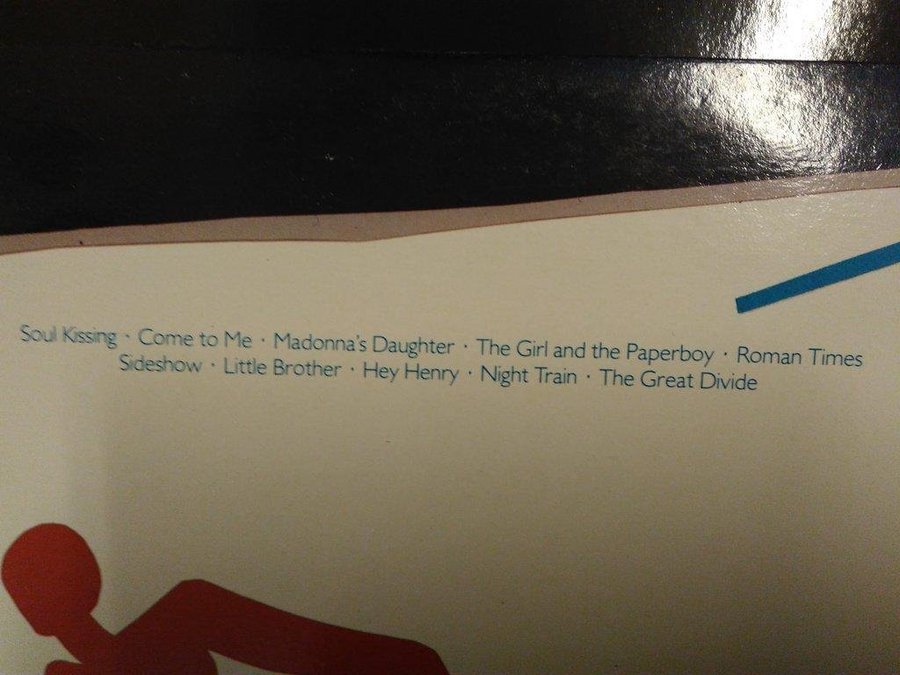 Soul Kissing · Come to Me · Madonna's Daughter · The Girl and the Paperboy · Roman Times
Sideshow · Little Brother · Hey Henry · Night Train · The Great Divide